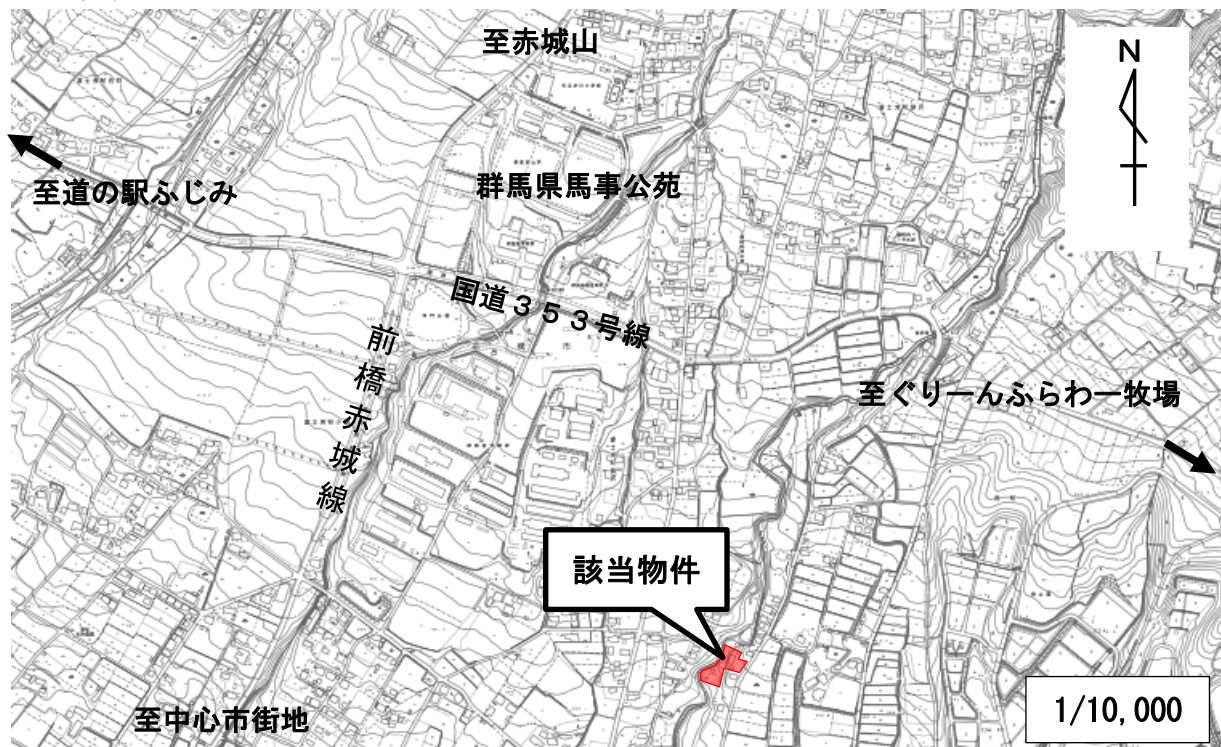 至赤城山
N
至道の駅ふじみ
群馬県馬事公苑
国道353号線
前橋赤城線
至ぐりーんふらわー牧場
該当物件
至中心市街地
1/10,000